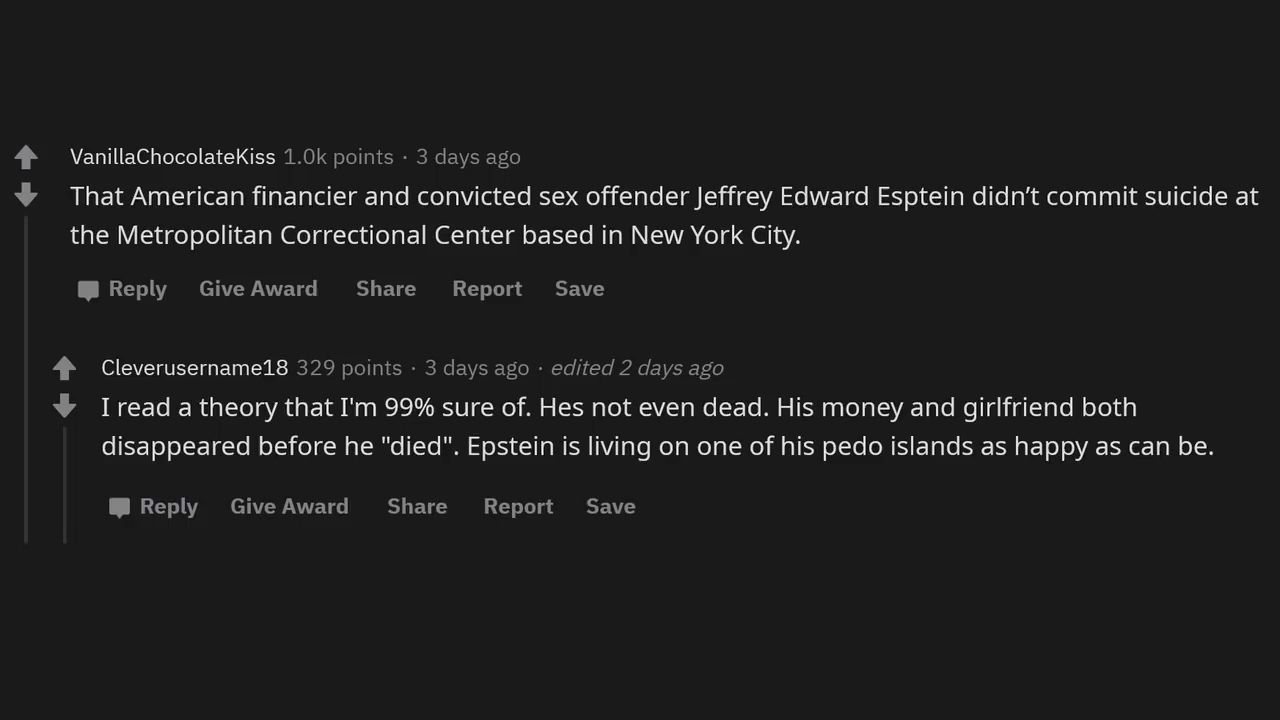 VanillaChocolateKiss 1.0k points · 3 days ago
That American financier and convicted sex offender Jeffrey Edward Esptein didn’t commit suicide at
the Metropolitan Correctional Center based in New York City.
Reply Give Award Share Report Save
Cleverusername18 329 points · 3 days ago · edited 2 days ago
I read a theory that I'm 99% sure of. Hes not even dead. His money and girlfriend both
disappeared before he "died". Epstein is living on one of his pedo islands as happy as can be.
Reply Give Award Share Report Save